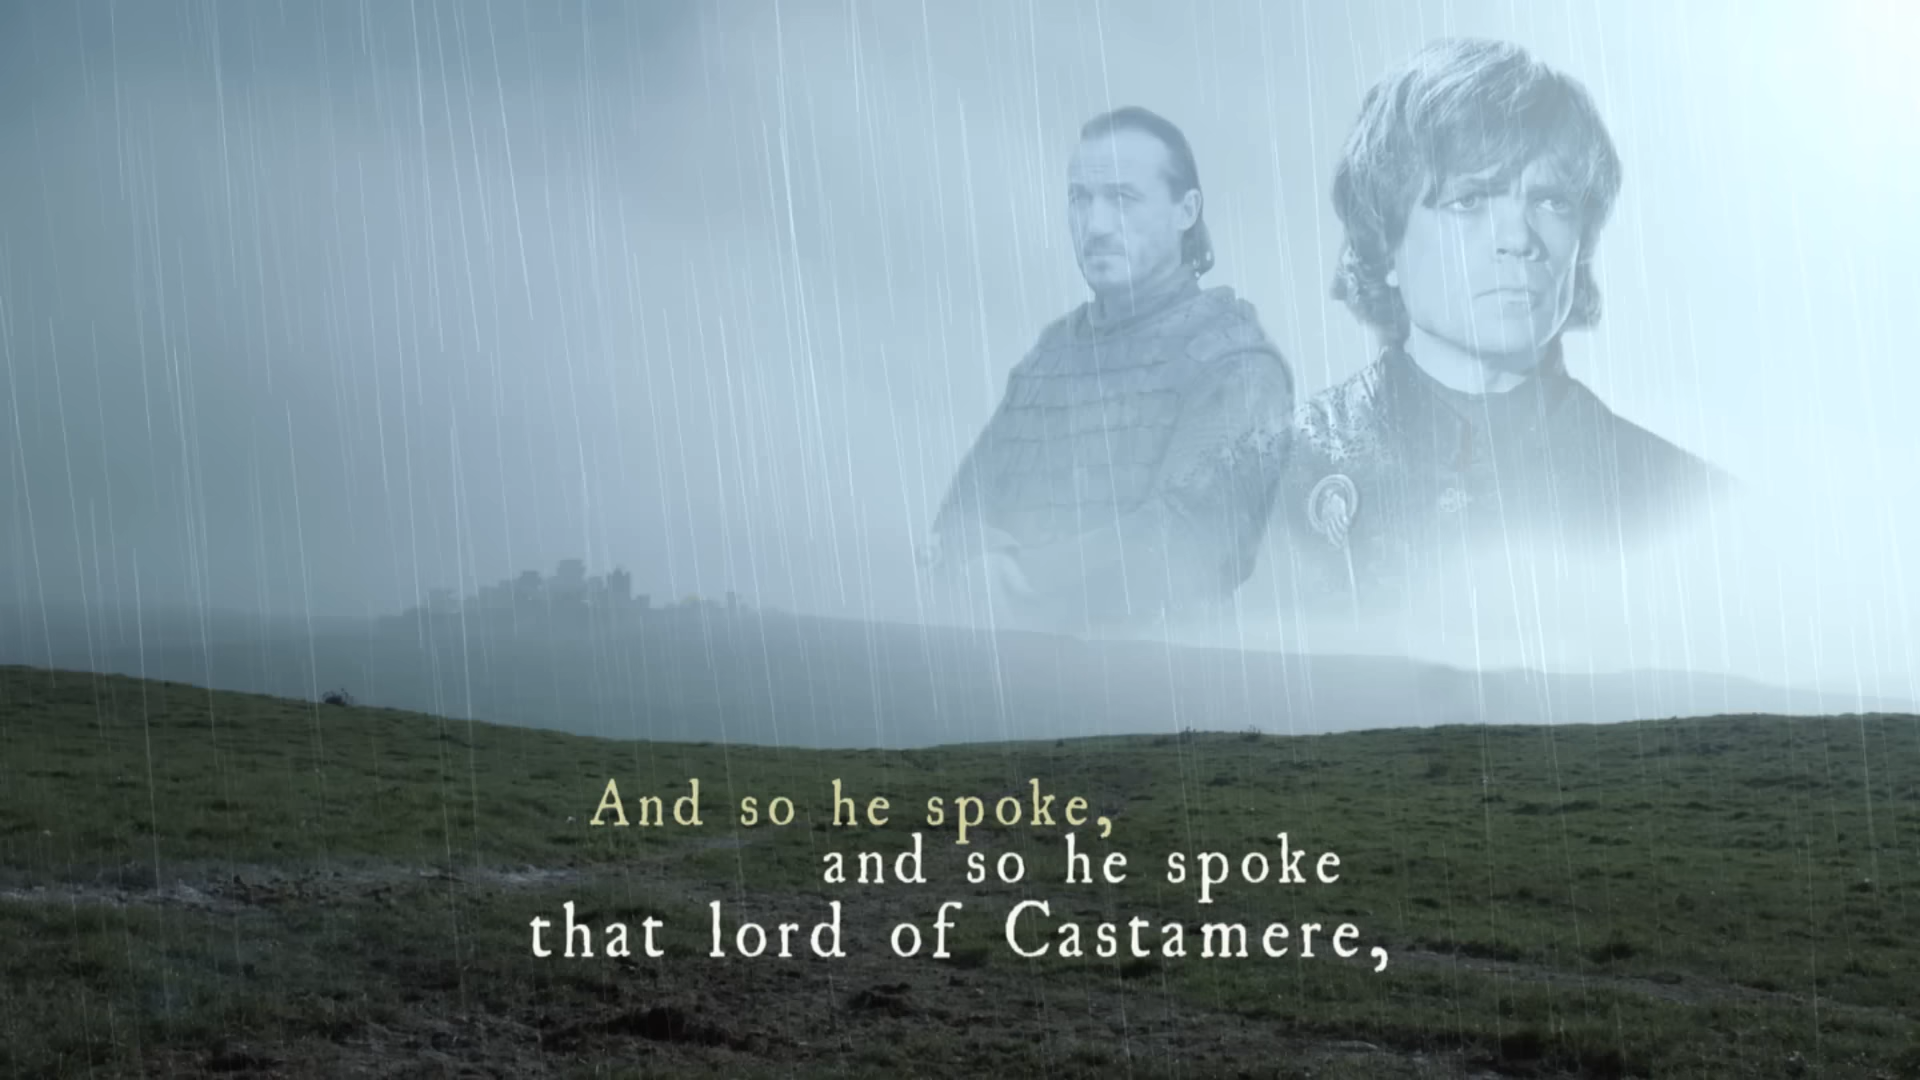 And so he spoke,
and so he spoke
that lord of Castamere,